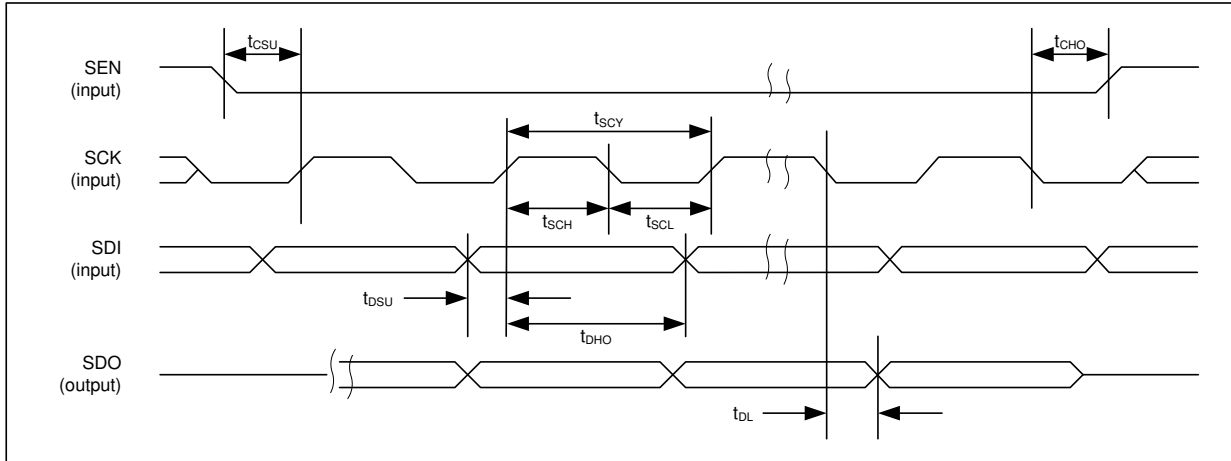 tCSU
tCHO
SEN
(input)
tSCY
SCK
(input)
tSCH
tSCL
SDI
(input)
tDSU
tDHO
SDO
(output)
tDL